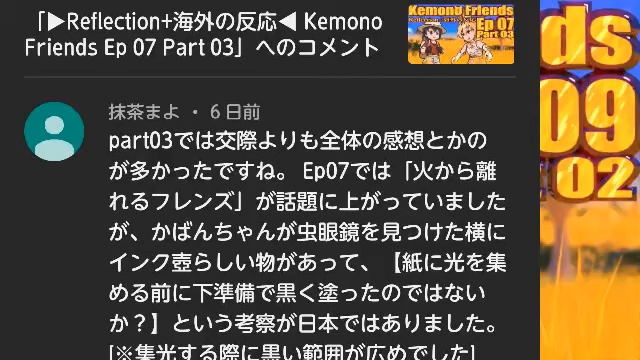 「▶Reflection+海外の反応◀ Kemono
Friends Ep 07 Part 03」へのコメント
Kemono Friends
Ep 07
Part 03
抹茶まよ ・ 6 日前
part03では交際よりも全体の感想とかの
が多かったですね。 Ep07では「火から離
れるフレンズ」が話題に上がっていました
が、かばんちゃんが虫眼鏡を見つけた横に
インク壺らしい物があって、【紙に光を集
める前に下準備で黒く塗ったのではない
か？】という考察が日本ではありました。
[※集光する際に黒い範囲が広めでした]
ds
09
02